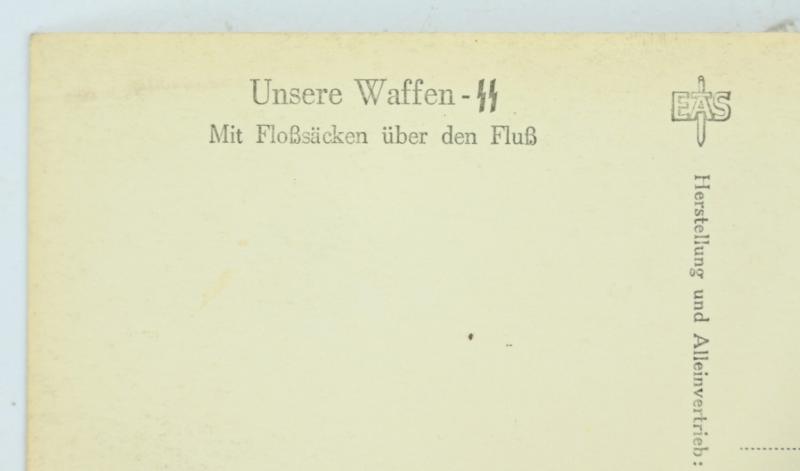 Unsere Waffen-ᛋᛋ
Mit Floßsäcken über den Fluß
EAS
Herstellung und Alleinvertrieb: